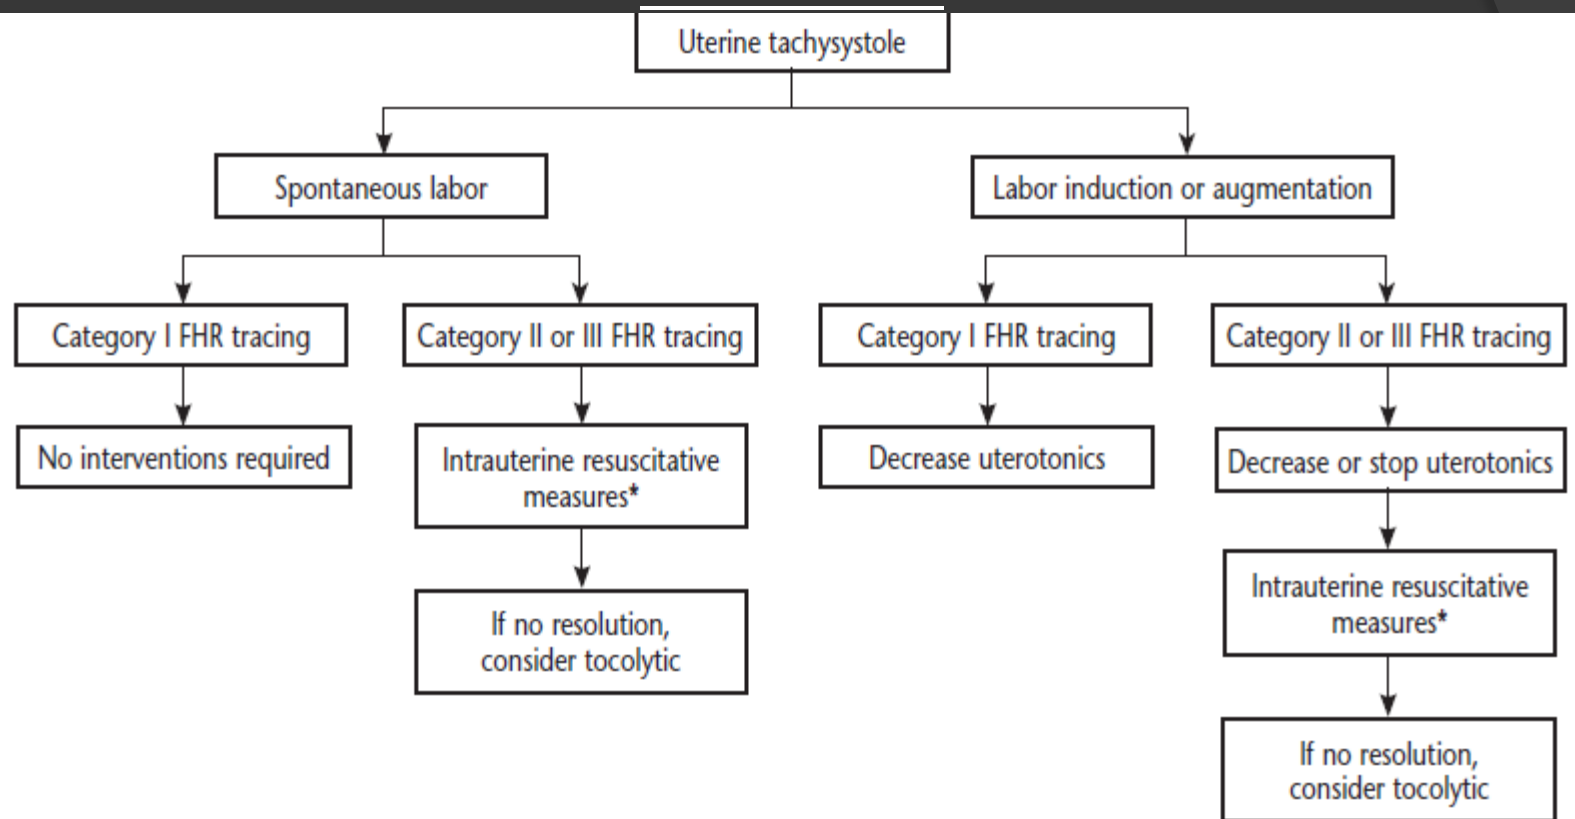 Uterine tachysystole
Spontaneous labor
Labor induction or augmentation
Category I FHR tracing
Category II or III FHR tracing
Category I FHR tracing
Category II or III FHR tracing
No interventions required
Intrauterine resuscitative
measures*
Decrease uterotonics
Decrease or stop uterotonics
If no resolution,
consider tocolytic
Intrauterine resuscitative
measures*
If no resolution,
consider tocolytic